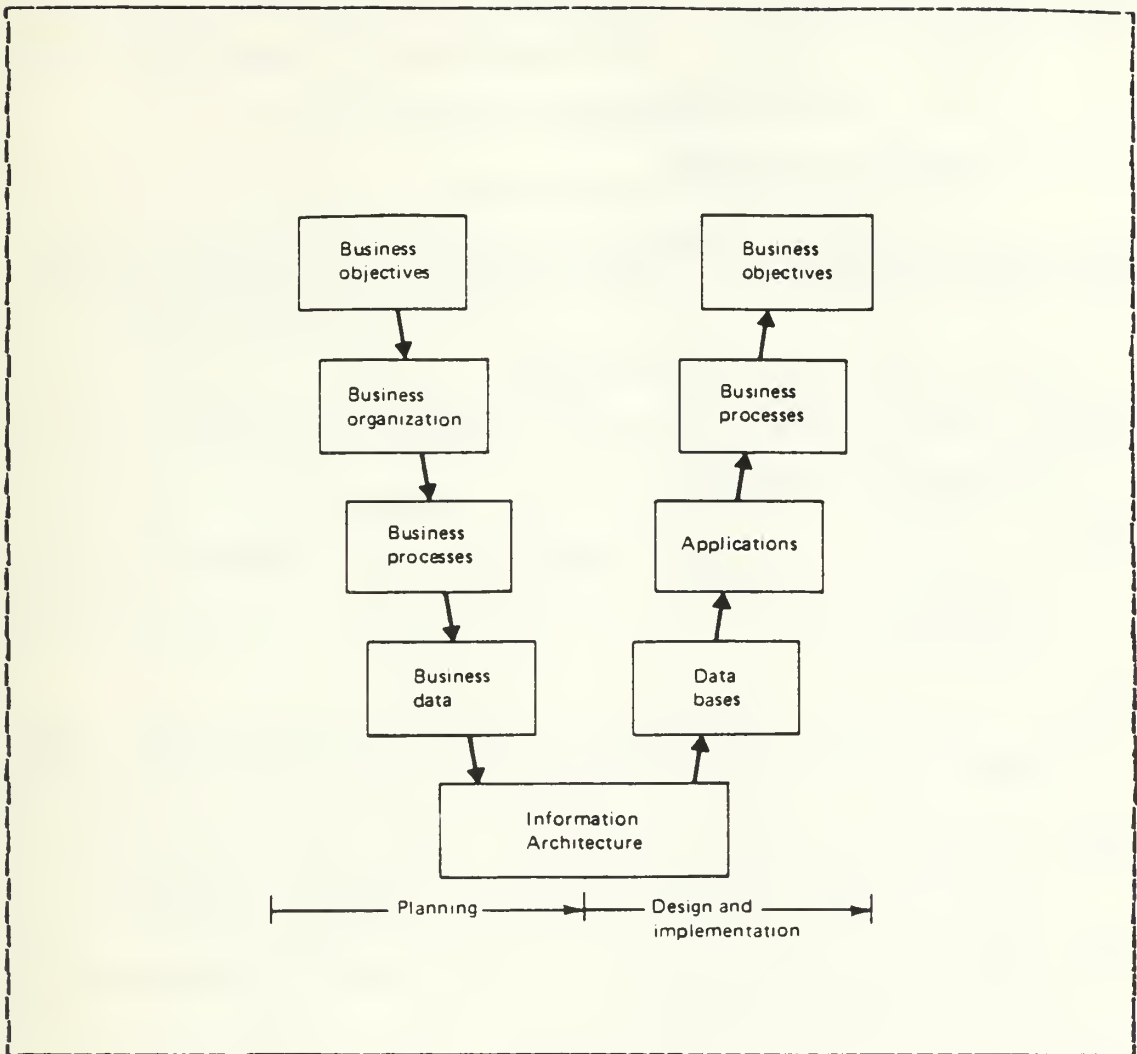 Business
objectives
Business
organization
Business
processes
Business
data
Information
Architecture
Data
bases
Applications
Business
processes
Business
objectives
Planning
Design and
implementation